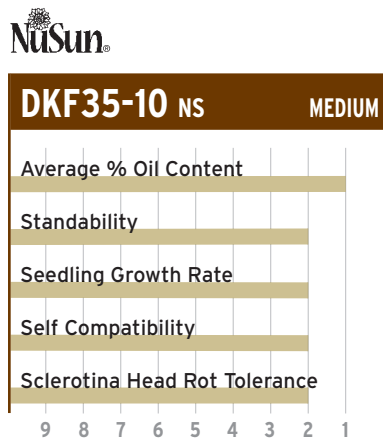 NuSun®
DKF35-10 NS MEDIUM
Average % Oil Content
Standability
Seedling Growth Rate
Self Compatibility
Sclerotina Head Rot Tolerance
9 8 7 6 5 4 3 2 1